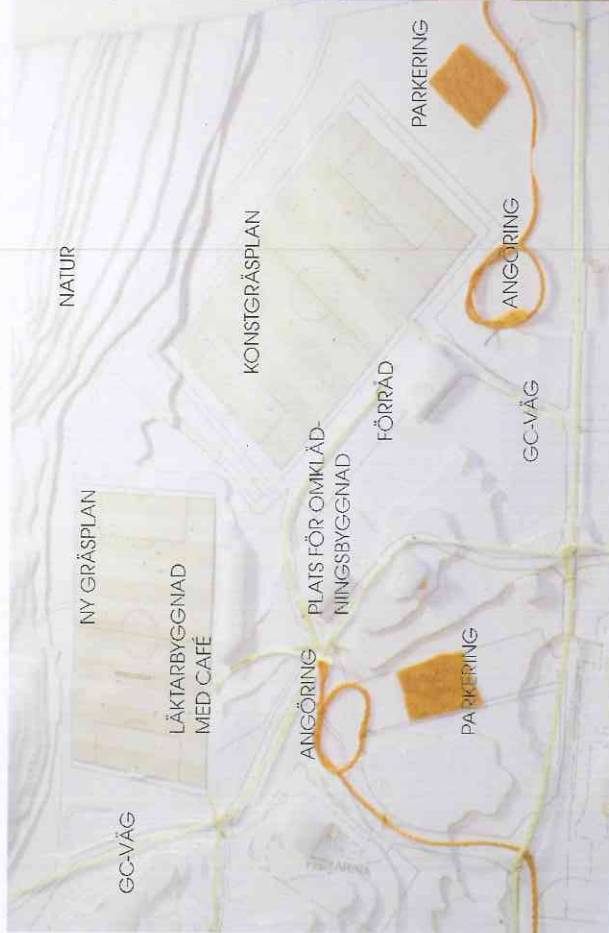 NATUR
NY GRÄSPLAN
GC-VÄG
LÄKTARBYGGNAD
MED CAFÉ
KONSTGRÄSPLAN
ANGÖRING
PLATS FÖR OMKLÄD-
NINGSBYGGNAD
FÖRRÅD
PARKERING
PARKERING
ANGÖRING
GC-VÄG